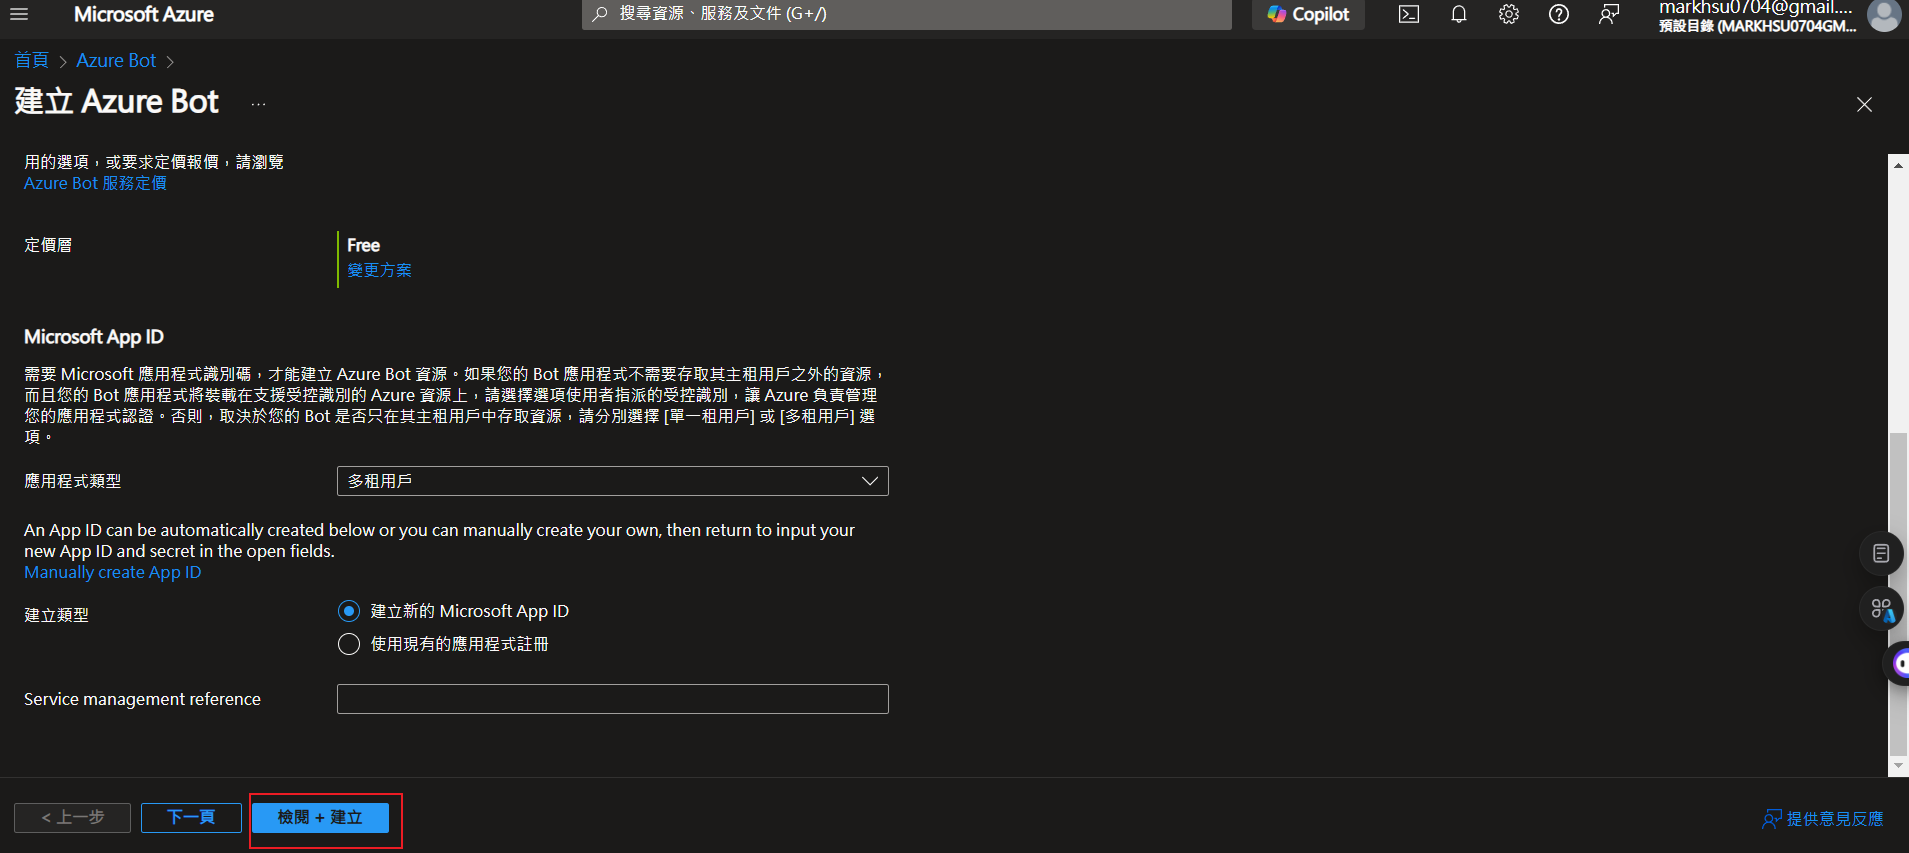 Microsoft Azure
搜尋資源、服務及文件 (G+/)
Copilot
markhsu0704@gmail....
預設目錄 (MARKHSU0704GM...
首頁 > Azure Bot >
建立 Azure Bot ...
用的選項，或要求定價報價，請瀏覽
Azure Bot 服務定價
定價層
Free
變更方案
Microsoft App ID
需要 Microsoft 應用程式識別碼，才能建立 Azure Bot 資源。如果您的 Bot 應用程式不需要存取其主租用戶之外的資源，
而且您的 Bot 應用程式將裝載在支援受控識別的 Azure 資源上，請選擇選項使用者指派的受控識別，讓 Azure 負責管理
您的應用程式認證。否則，取決於您的 Bot 是否只在其主租用戶中存取資源，請分別選擇 [單一租用戶] 或 [多租用戶] 選
項。
應用程式類型
多租用戶
An App ID can be automatically created below or you can manually create your own, then return to input your
new App ID and secret in the open fields.
Manually create App ID
建立類型
建立新的 Microsoft App ID
使用現有的應用程式註冊
Service management reference
< 上一步
下一頁
檢閱 + 建立
提供意見反應